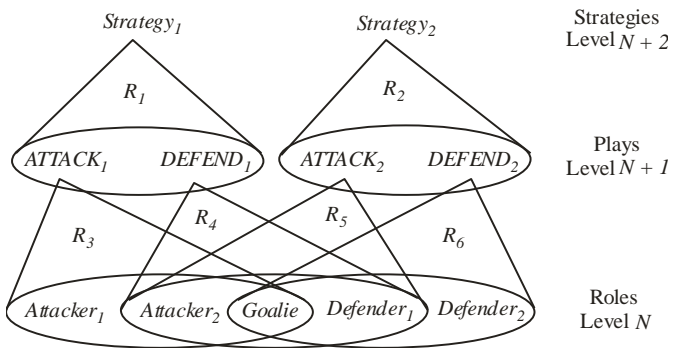 Strategy1 Strategy2 Strategies
Level N + 2
R1 R2
ATTACK1 DEFEND1 ATTACK2 DEFEND2 Plays
Level N + 1
R3 R4 R5 R6
Attacker1 Attacker2 Goalie Defender1 Defender2 Roles
Level N